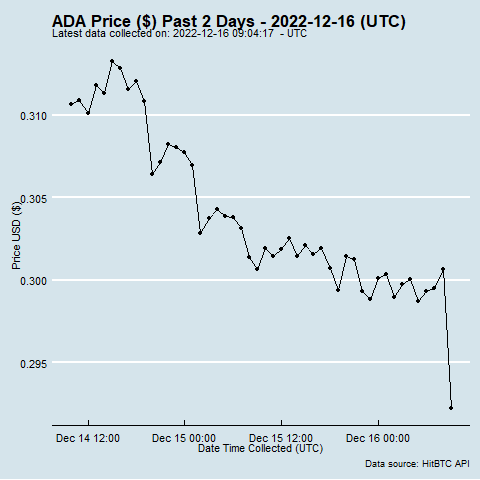 ADA Price ($) Past 2 Days - 2022-12-16 (UTC)
Latest data collected on: 2022-12-16 09:04:17 - UTC
0.310
0.305
0.300
0.295
Price USD ($)
Dec 14 12:00 Dec 15 00:00 Dec 15 12:00 Dec 16 00:00
Date Time Collected (UTC)
Data source: HitBTC API